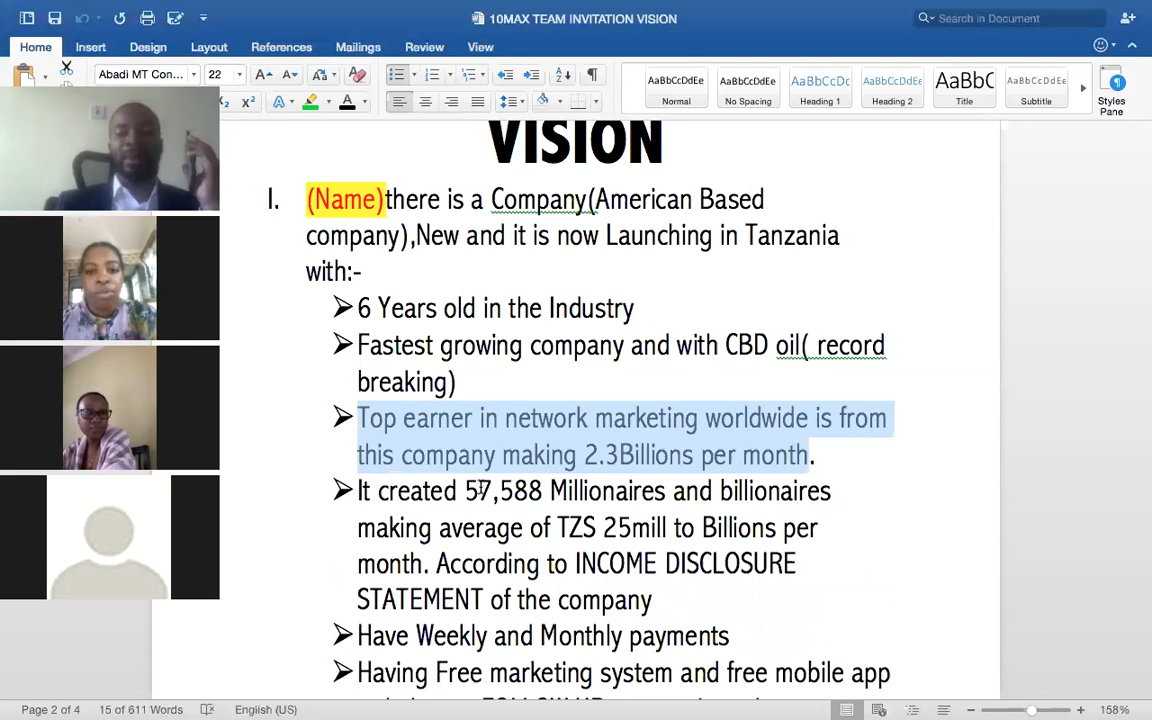 10MAX TEAM INVITATION VISION
Search in Document
Home Insert Design Layout References Mailings Review View
Abadi MT Con... 22
AaBbCcDdEe AaBbCcDdEe AaBbCcDc AaBbCcDdEe AaBbC AaBbCcDdEe
Normal No Spacing Heading 1 Heading 2 Title Subtitle Styles Pane
VISION
I. (Name)there is a Company(American Based
company),New and it is now Launching in Tanzania
with:-
6 Years old in the Industry
Fastest growing company and with CBD oil( record
breaking)
Top earner in network marketing worldwide is from
this company making 2.3Billions per month.
It created 57,588 Millionaires and billionaires
making average of TZS 25mill to Billions per
month. According to INCOME DISCLOSURE
STATEMENT of the company
Have Weekly and Monthly payments
Having Free marketing system and free mobile app
Page 2 of 4 15 of 611 Words English (US) 158%